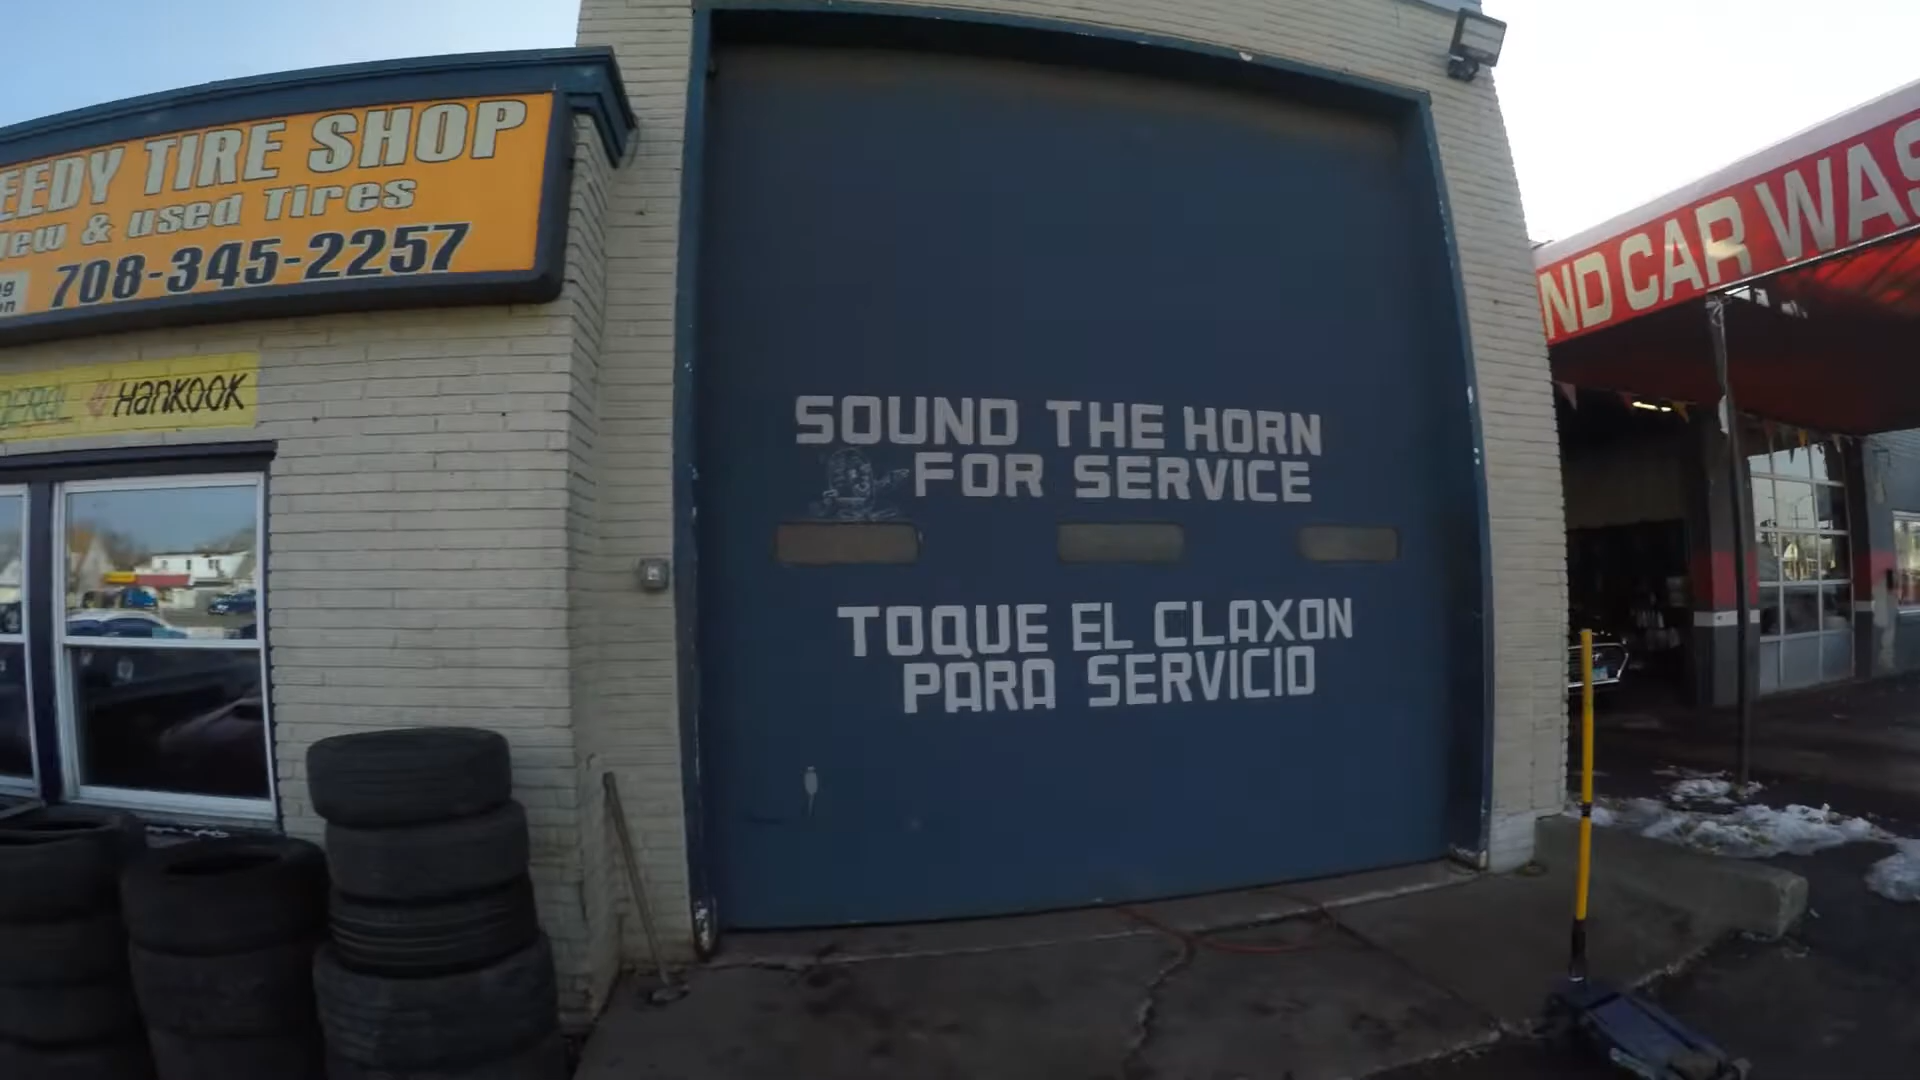 EEDY TIRE SHOP
ew & used Tires
708-345-2257
HANKOOK
SOUND THE HORN
FOR SERVICE
TOQUE EL CLAXON
PARA SERVICIO
ND CAR WAS